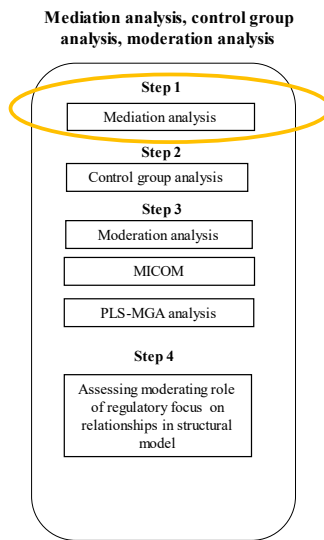 Mediation analysis, control group
analysis, moderation analysis
Step 1
Mediation analysis
Step 2
Control group analysis
Step 3
Moderation analysis
MICOM
PLS-MGA analysis
Step 4
Assessing moderating role
of regulatory focus on
relationships in structural
model